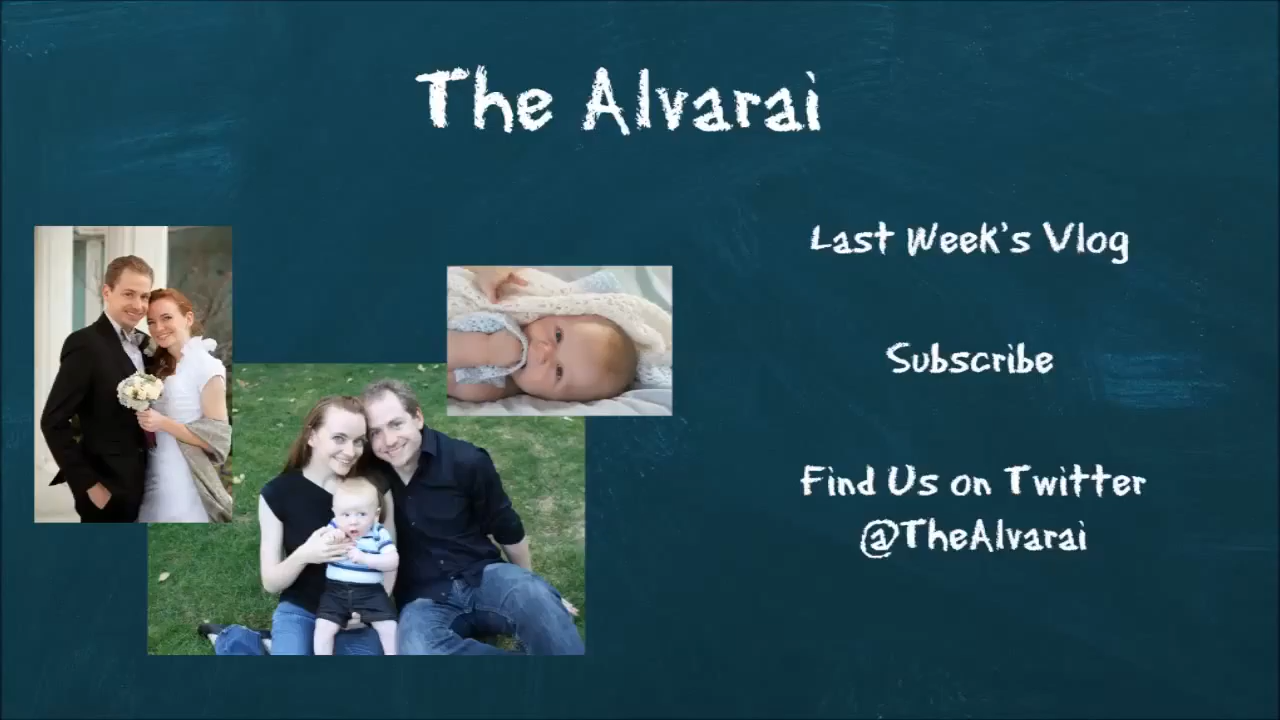 The Alvarai
Last Week's Vlog
Subscribe
Find Us on Twitter
@TheAlvarai